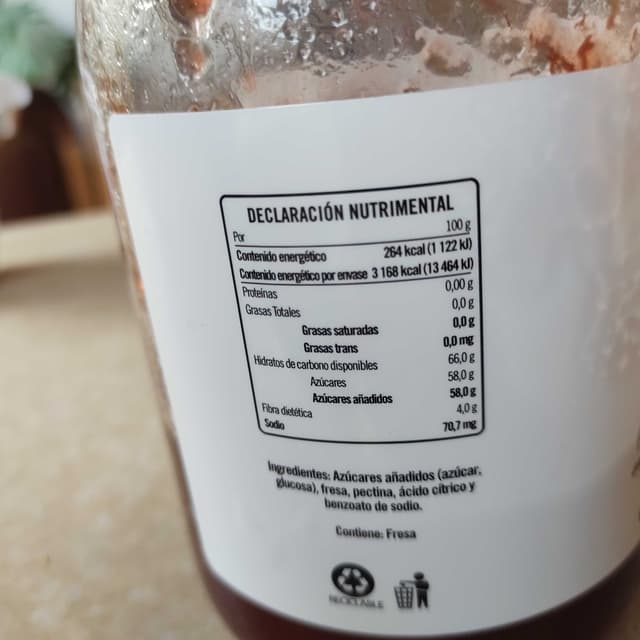 DECLARACIÓN NUTRIMENTAL
Por 100 g
Contenido energético 264 kcal (1 122 kJ)
Contenido energético por envase 3 168 kcal (13 464 kJ)
Proteínas 0,00 g
Grasas Totales 0,0 g
Grasas saturadas 0,0 g
Grasas trans 0,0 mg
Hidratos de carbono disponibles 66,0 g
Azúcares 58,0 g
Azúcares añadidos 58,0 g
Fibra dietética 4,0 g
Sodio 70,7 mg
Ingredientes: Azúcares añadidos (azúcar,
glucosa), fresa, pectina, ácido cítrico y
benzoato de sodio.
Contiene: Fresa
RECICLABLE